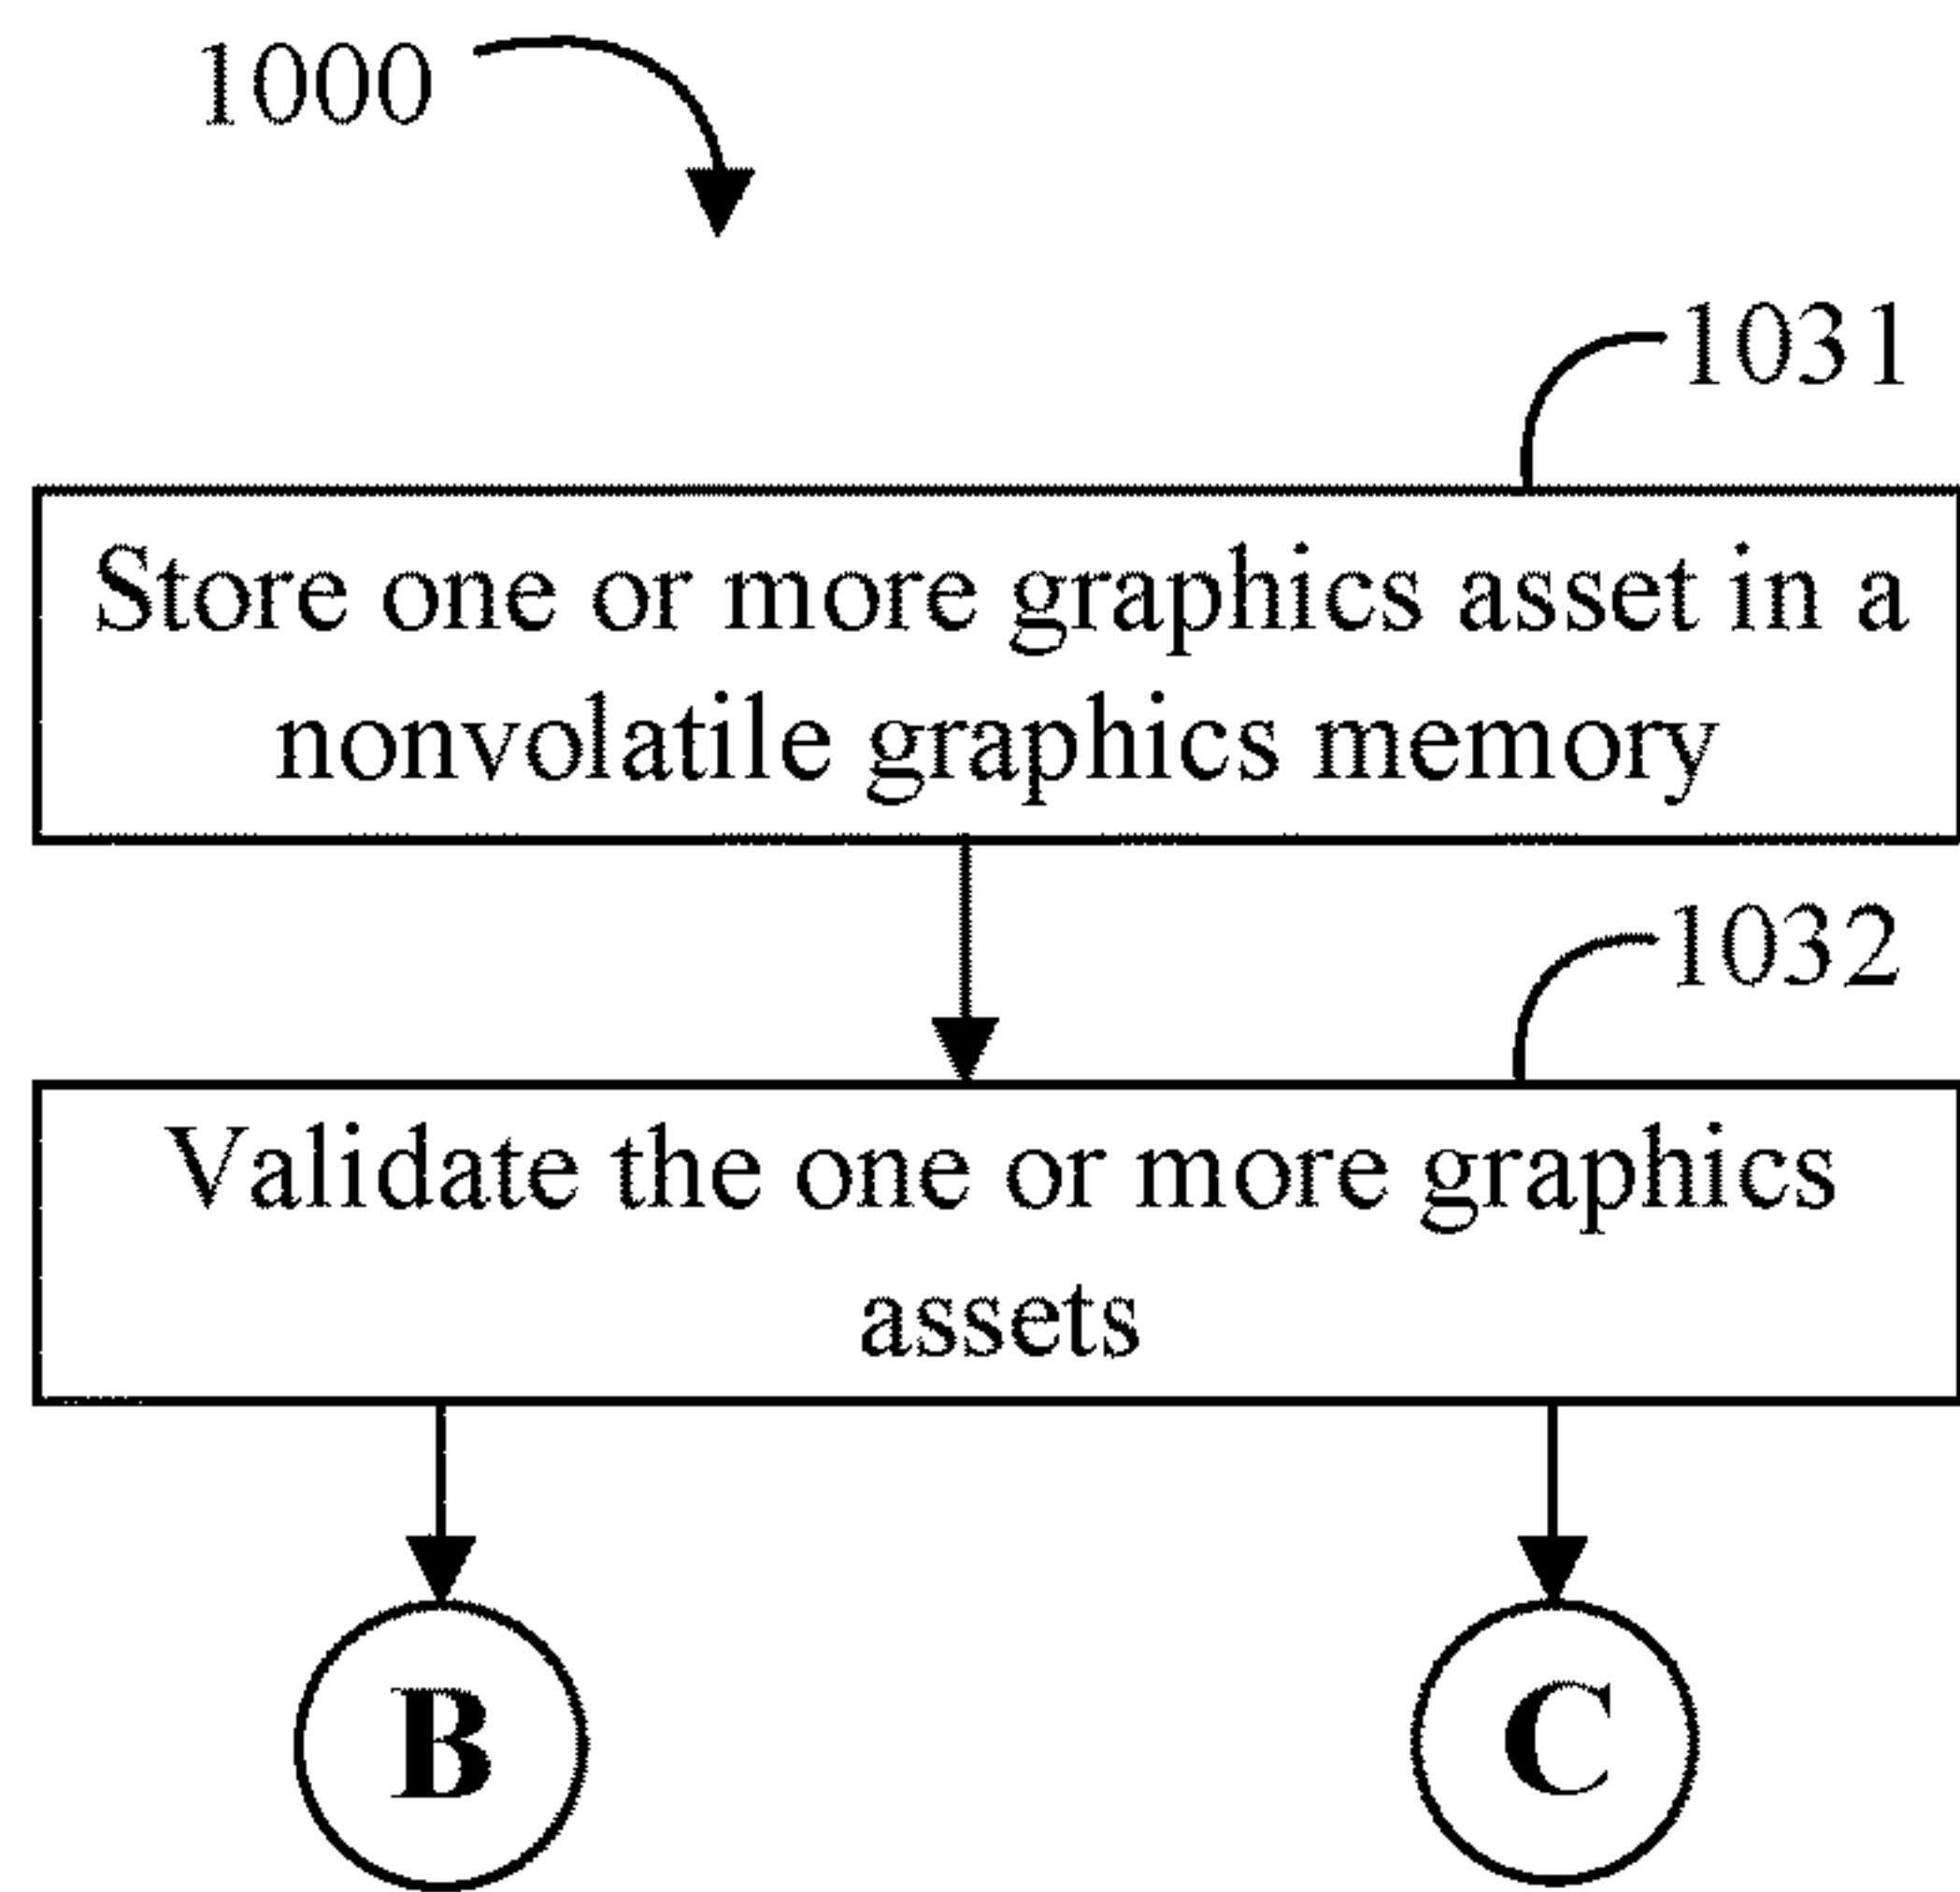 1000
1031
Store one or more graphics asset in a
nonvolatile graphics memory
1032
Validate the one or more graphics
assets
B
C